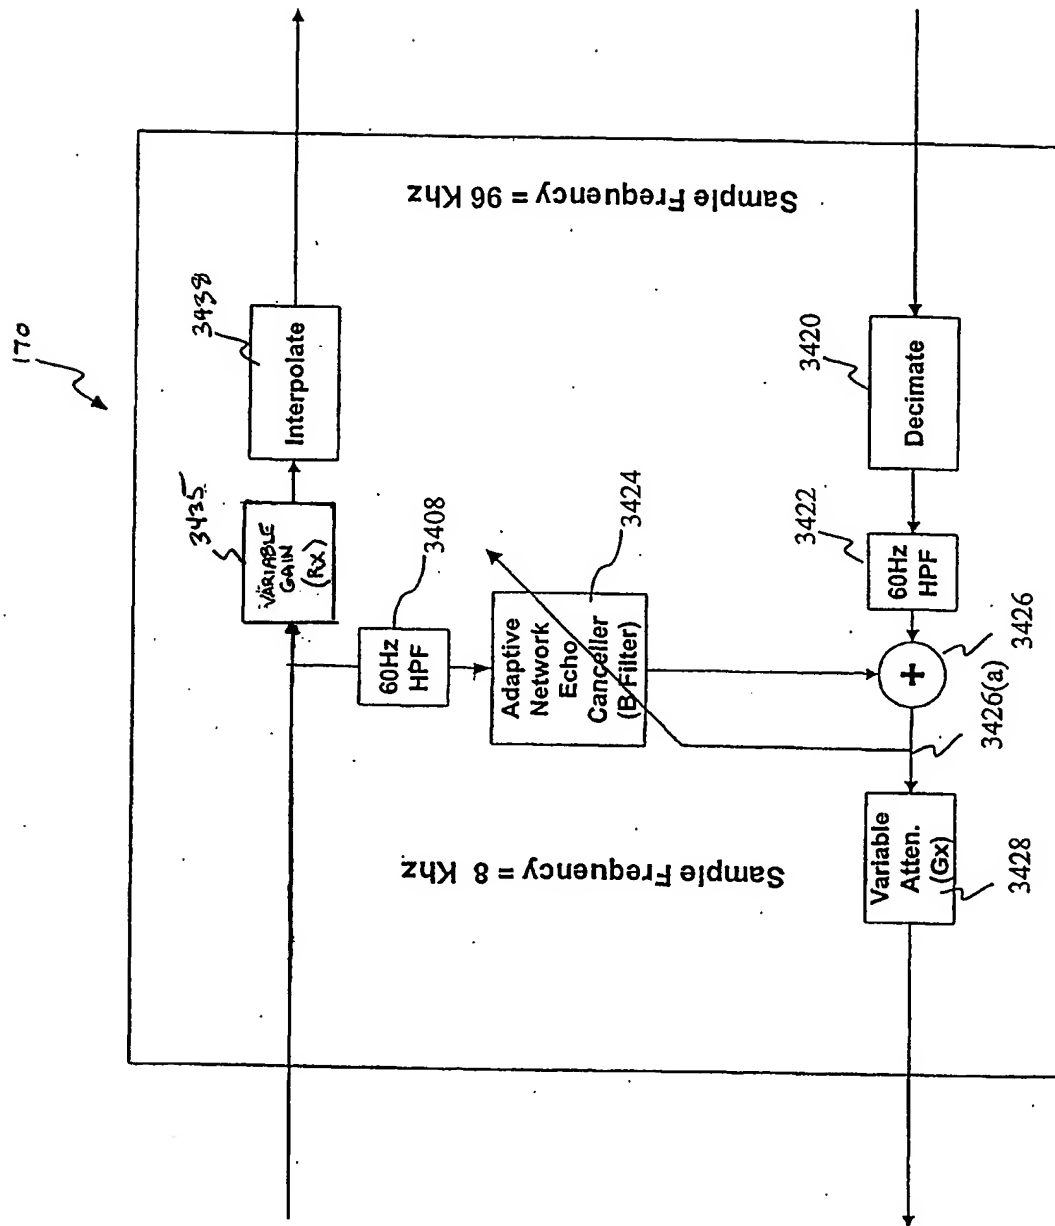 170
Sample Frequency = 96 Khz
3438
Interpolate
3435
VARIABLE
GAIN
(Rx)
3408
60Hz
HPF
3424
Adaptive
Network
Echo
Canceller
(B Filter)
3420
Decimate
3422
60Hz
HPF
3426
+
3426(a)
Sample Frequency = 8 Khz
Variable
Atten.
(Gx)
3428